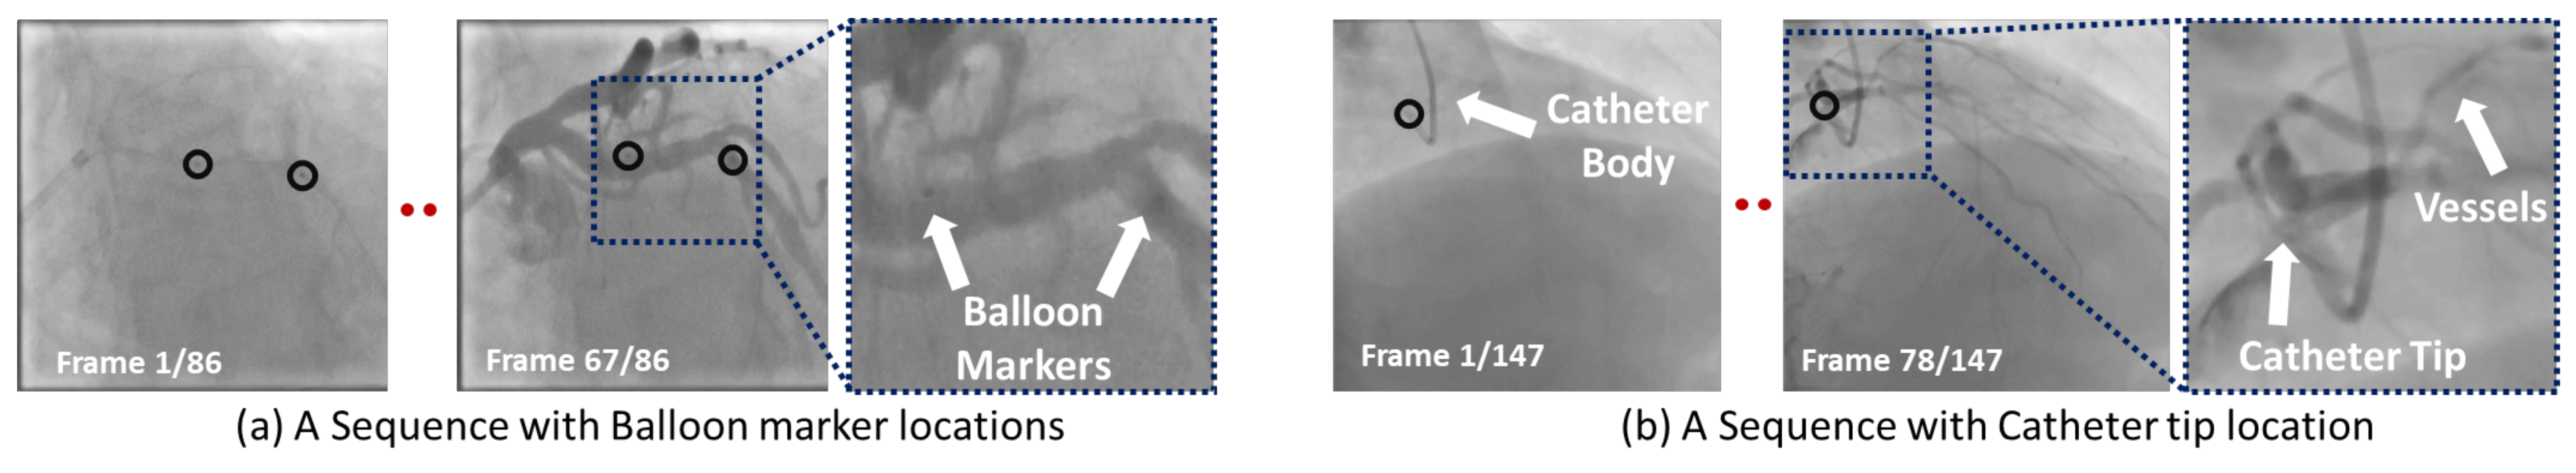 Frame 1/86
Frame 67/86
Balloon
Markers
(a) A Sequence with Balloon marker locations
Catheter
Body
Frame 1/147
Frame 78/147
Vessels
Catheter Tip
(b) A Sequence with Catheter tip location